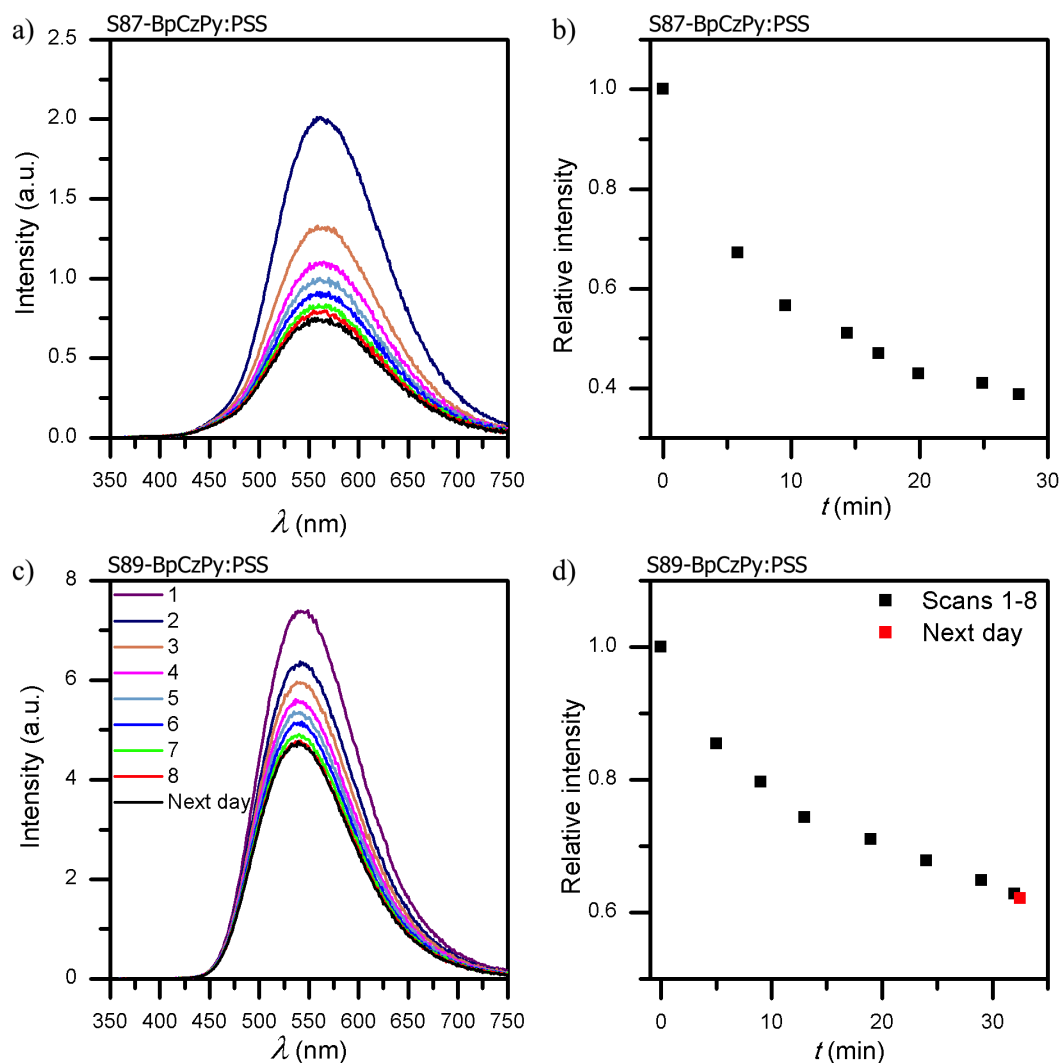 a)
S87-BpCzPy:PSS
Intensity (a.u.)
2.5
2.0
1.5
1.0
0.5
0.0
350 400 450 500 550 600 650 700 750
λ (nm)
b)
S87-BpCzPy:PSS
Relative intensity
1.0
0.8
0.6
0.4
0 10 20 30
t (min)
c)
S89-BpCzPy:PSS
Intensity (a.u.)
8
6
4
2
0
1
2
3
4
5
6
7
8
Next day
350 400 450 500 550 600 650 700 750
λ (nm)
d)
S89-BpCzPy:PSS
Relative intensity
1.0
0.8
0.6
Scans 1-8
Next day
0 10 20 30
t (min)